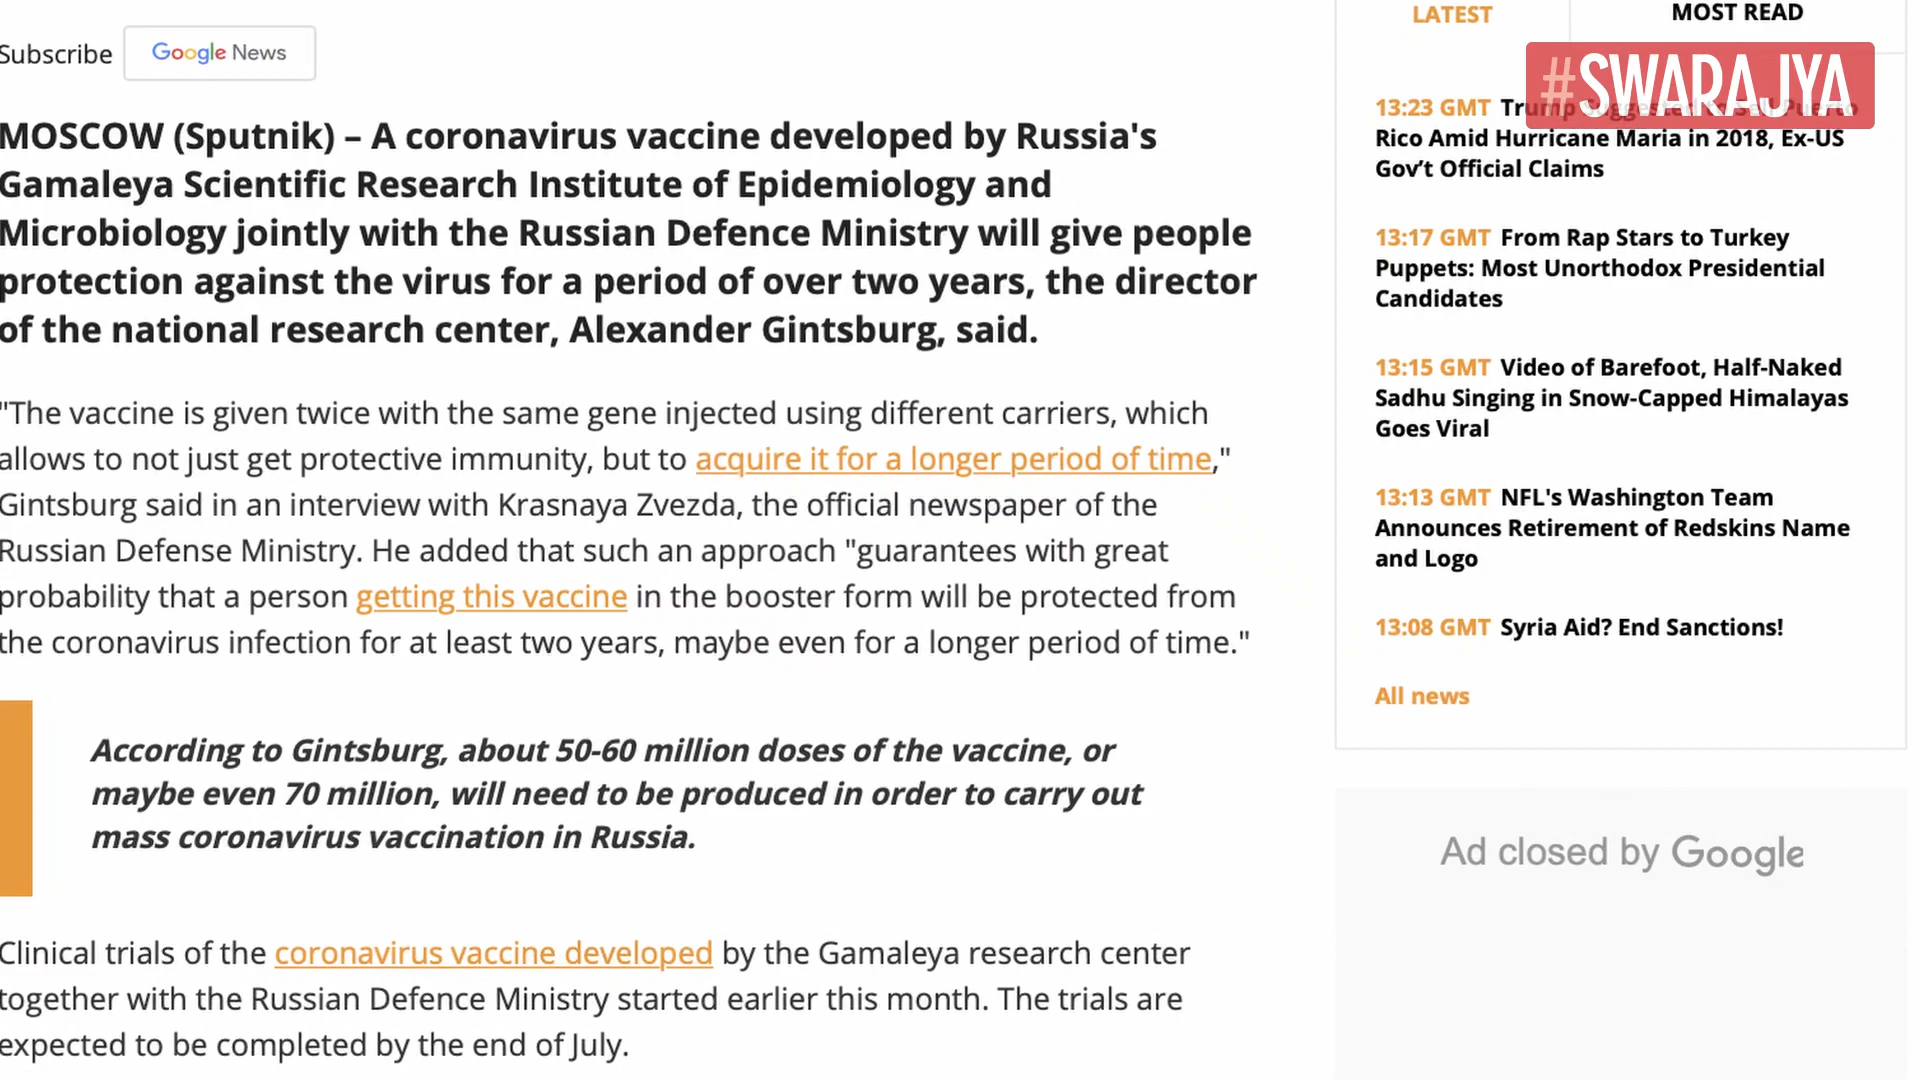 Subscribe Google News
MOSCOW (Sputnik) – A coronavirus vaccine developed by Russia's
Gamaleya Scientific Research Institute of Epidemiology and
Microbiology jointly with the Russian Defence Ministry will give people
protection against the virus for a period of over two years, the director
of the national research center, Alexander Gintsburg, said.
"The vaccine is given twice with the same gene injected using different carriers, which
allows to not just get protective immunity, but to acquire it for a longer period of time,"
Gintsburg said in an interview with Krasnaya Zvezda, the official newspaper of the
Russian Defense Ministry. He added that such an approach "guarantees with great
probability that a person getting this vaccine in the booster form will be protected from
the coronavirus infection for at least two years, maybe even for a longer period of time."
According to Gintsburg, about 50-60 million doses of the vaccine, or
maybe even 70 million, will need to be produced in order to carry out
mass coronavirus vaccination in Russia.
Clinical trials of the coronavirus vaccine developed by the Gamaleya research center
together with the Russian Defence Ministry started earlier this month. The trials are
expected to be completed by the end of July.
LATEST
MOST READ
#SWARAJYA
13:23 GMT Trump Suggested to Sell Puerto
Rico Amid Hurricane Maria in 2018, Ex-US
Gov’t Official Claims
13:17 GMT From Rap Stars to Turkey
Puppets: Most Unorthodox Presidential
Candidates
13:15 GMT Video of Barefoot, Half-Naked
Sadhu Singing in Snow-Capped Himalayas
Goes Viral
13:13 GMT NFL's Washington Team
Announces Retirement of Redskins Name
and Logo
13:08 GMT Syria Aid? End Sanctions!
All news
Ad closed by Google